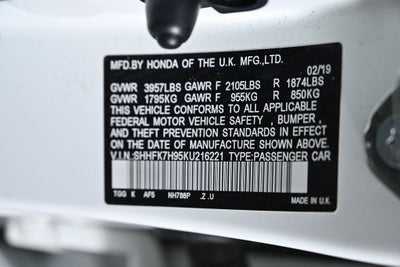 MFD.BY HONDA OF THE U.K. MFG.,LTD.
02/19
GVWR 3957LBS GAWR F 2105LBS R 1874LBS
GVWR 1795KG GAWR F 955KG R 850KG
THIS VEHICLE CONFORMS TO ALL APPLICABLE
FEDERAL MOTOR VEHICLE SAFETY , BUMPER ,
AND THEFT PREVENTION STANDARDS IN EFFECT
ON THE DATE OF MANUFACTURE SHOWN ABOVE.
V.I.N.:SHHFK7H95KU216221 TYPE:PASSENGER CAR
TGG K AF5 NH788P .Z.U
MADE IN U.K.